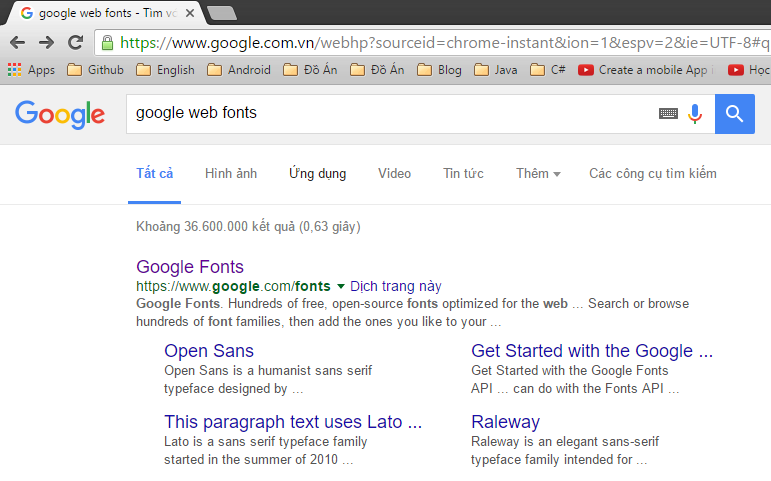 google web fonts - Tìm vớ
https://www.google.com.vn/webhp?sourceid=chrome-instant&ion=1&espv=2&ie=UTF-8#q
Apps Github English Android Đồ Án Đồ Án Blog Java C# Create a mobile App Học
Google google web fonts
Tất cả Hình ảnh Ứng dụng Video Tin tức Thêm Các công cụ tìm kiếm
Khoảng 36.600.000 kết quả (0,63 giây)
Google Fonts
https://www.google.com/fonts Dịch trang này
Google Fonts. Hundreds of free, open-source fonts optimized for the web ... Search or browse
hundreds of font families, then add the ones you like to your ...
Open Sans
Open Sans is a humanist sans serif
typeface designed by ...
Get Started with the Google ...
Get Started with the Google Fonts
API ... can do with the Fonts API ...
This paragraph text uses Lato ...
Lato is a sans serif typeface family
started in the summer of 2010 ...
Raleway
Raleway is an elegant sans-serif
typeface family intended for ...